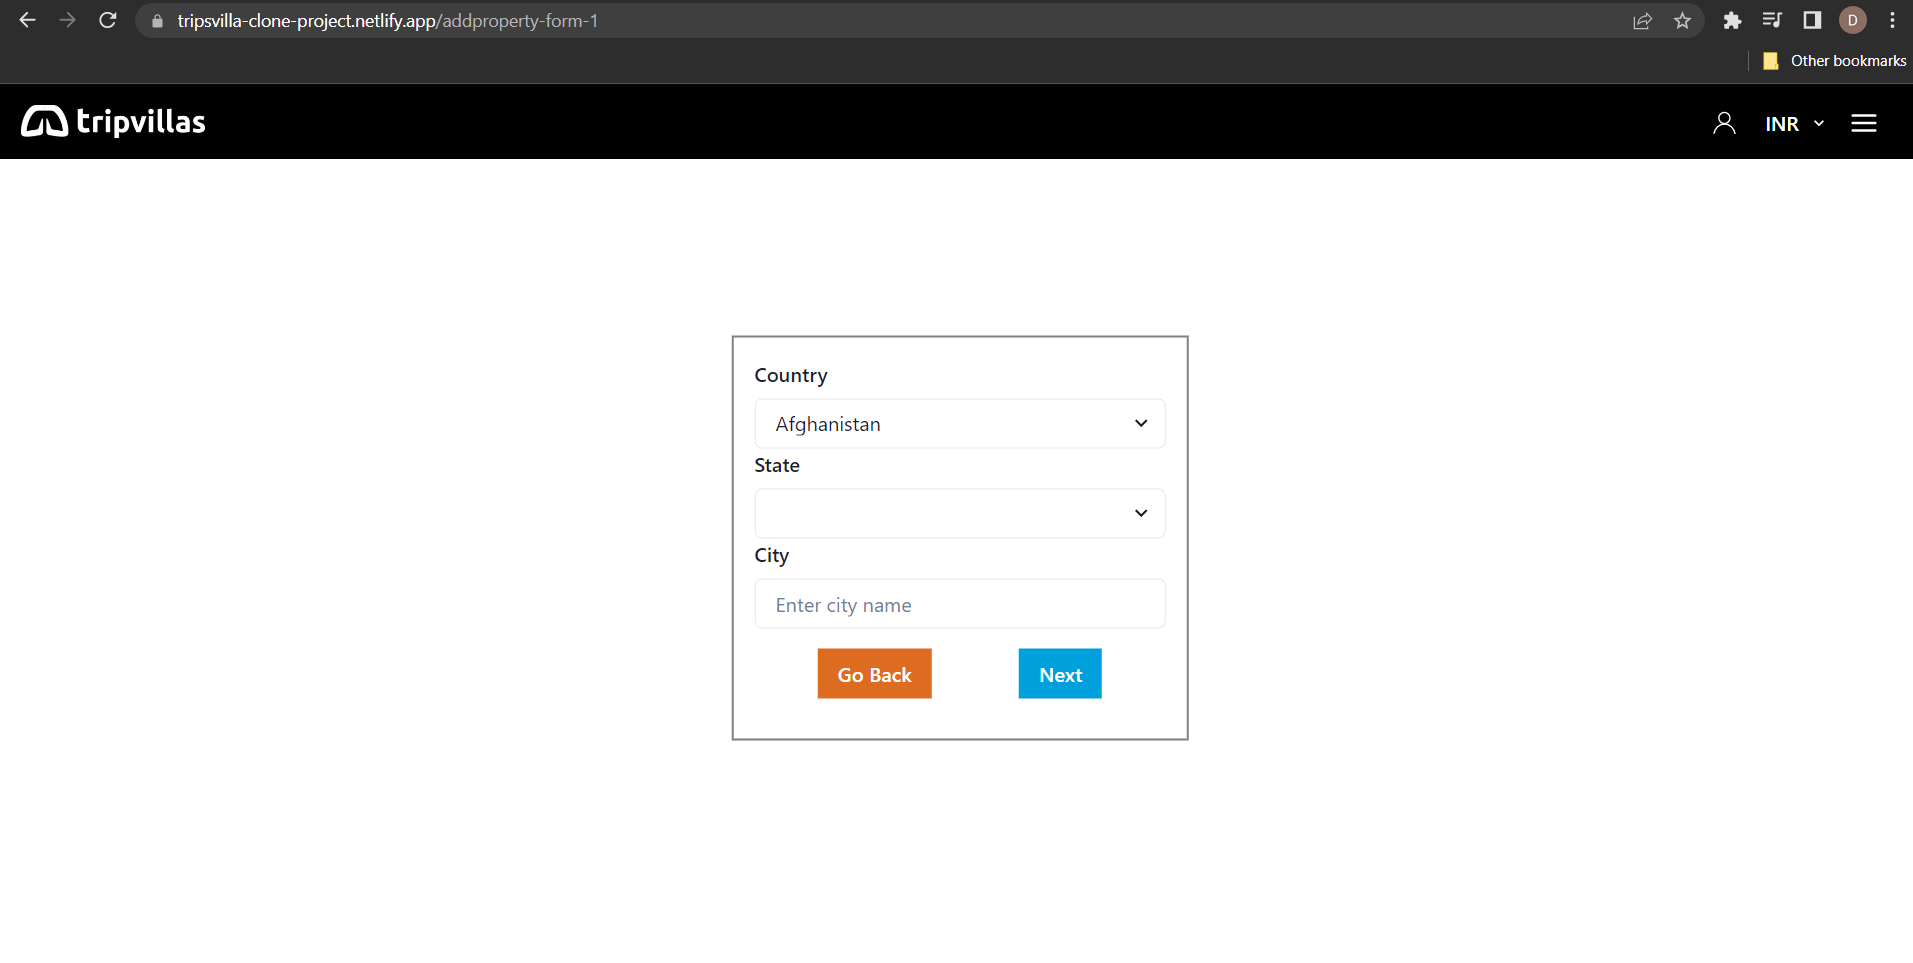 tripsvilla-clone-project.netlify.app/addproperty-form-1
D
Other bookmarks
tripvillas
INR
Country
Afghanistan
State
City
Enter city name
Go Back
Next